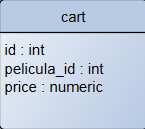 cart
id : int
pelicula_id : int
price : numeric